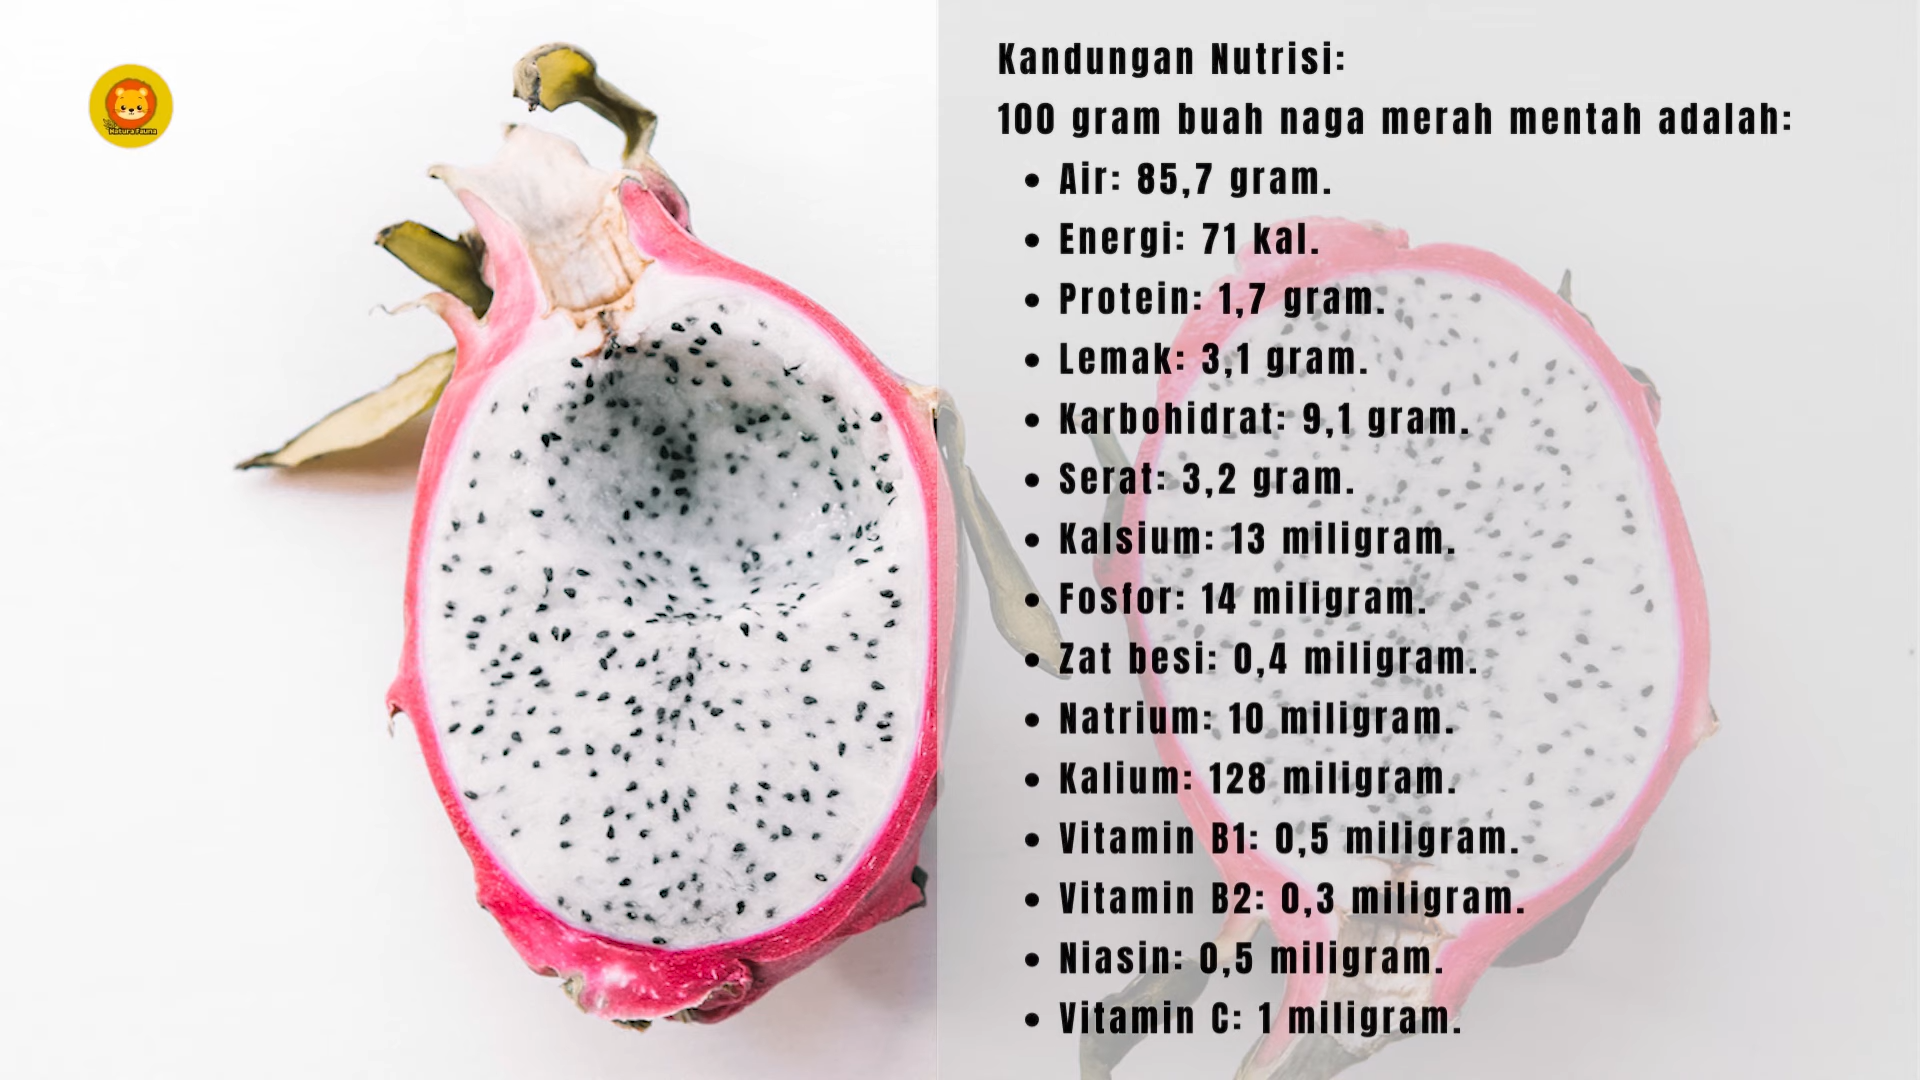 Natura Fauna
Kandungan Nutrisi:
100 gram buah naga merah mentah adalah:
• Air: 85,7 gram.
• Energi: 71 kal.
• Protein: 1,7 gram.
• Lemak: 3,1 gram.
• Karbohidrat: 9,1 gram.
• Serat: 3,2 gram.
• Kalsium: 13 miligram.
• Fosfor: 14 miligram.
• Zat besi: 0,4 miligram.
• Natrium: 10 miligram.
• Kalium: 128 miligram.
• Vitamin B1: 0,5 miligram.
• Vitamin B2: 0,3 miligram.
• Niasin: 0,5 miligram.
• Vitamin C: 1 miligram.